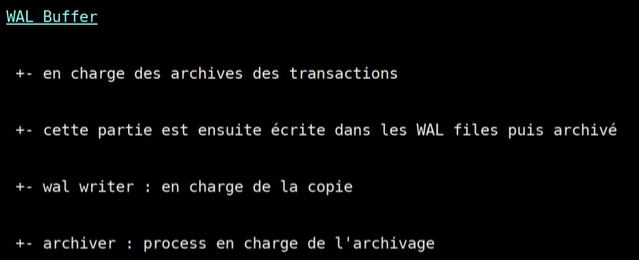 WAL Buffer
+- en charge des archives des transactions
+- cette partie est ensuite écrite dans les WAL files puis archivé
+- wal writer : en charge de la copie
+- archiver : process en charge de l'archivage